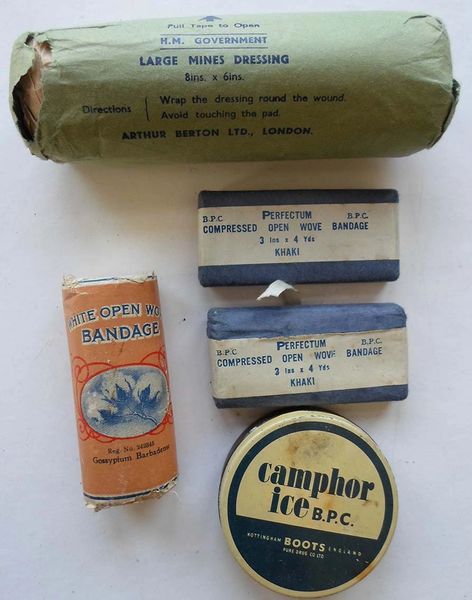 Pull Tape to Open
H.M. GOVERNMENT
LARGE MINES DRESSING
8ins. x 6ins.
Directions
Wrap the dressing round the wound.
Avoid touching the pad.
ARTHUR BERTON LTD., LONDON.
B.P.C PERFECTUM B.P.C.
COMPRESSED OPEN WOVE BANDAGE
3 Ins x 4 Yds
KHAKI
B.P.C PERFECTUM B.P.C.
COMPRESSED OPEN WOVE BANDAGE
3 Ins x 4 Yds
KHAKI
WHITE OPEN WOVE
BANDAGE
Reg. No.
Gossypium Barbadense
camphor
ice B.P.C.
NOTTINGHAM BOOTS ENGLAND
PURE DRUG CO LTD